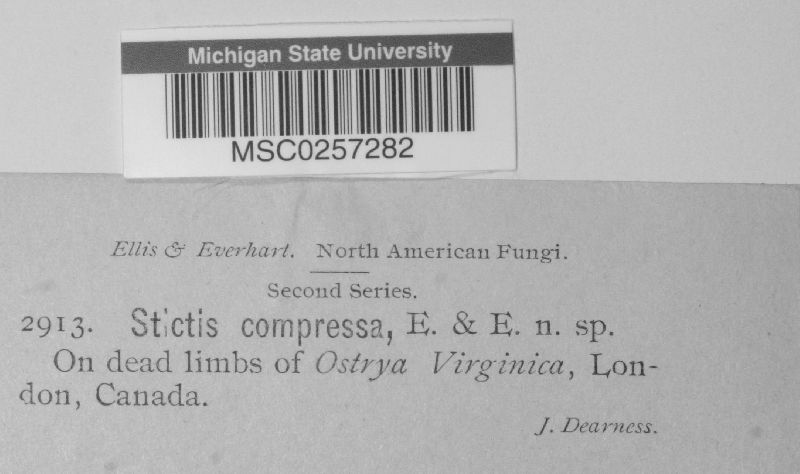 Michigan State University
MSC0257282
Ellis & Everhart. North American Fungi.
Second Series.
2913. Stictis compressa, E. & E. n. sp.
On dead limbs of Ostrya Virginica, Lon-
don, Canada.
J. Dearness.